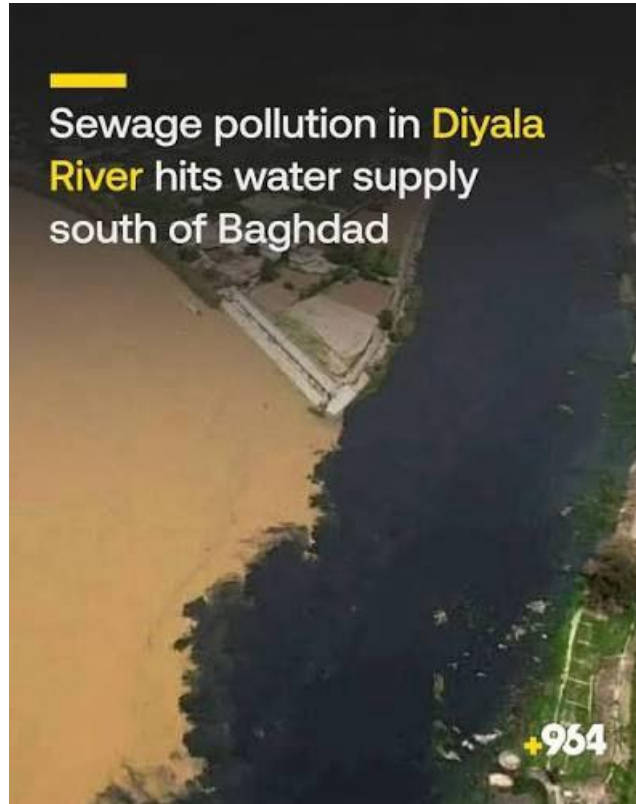 Sewage pollution in Diyala
River hits water supply
south of Baghdad
+964